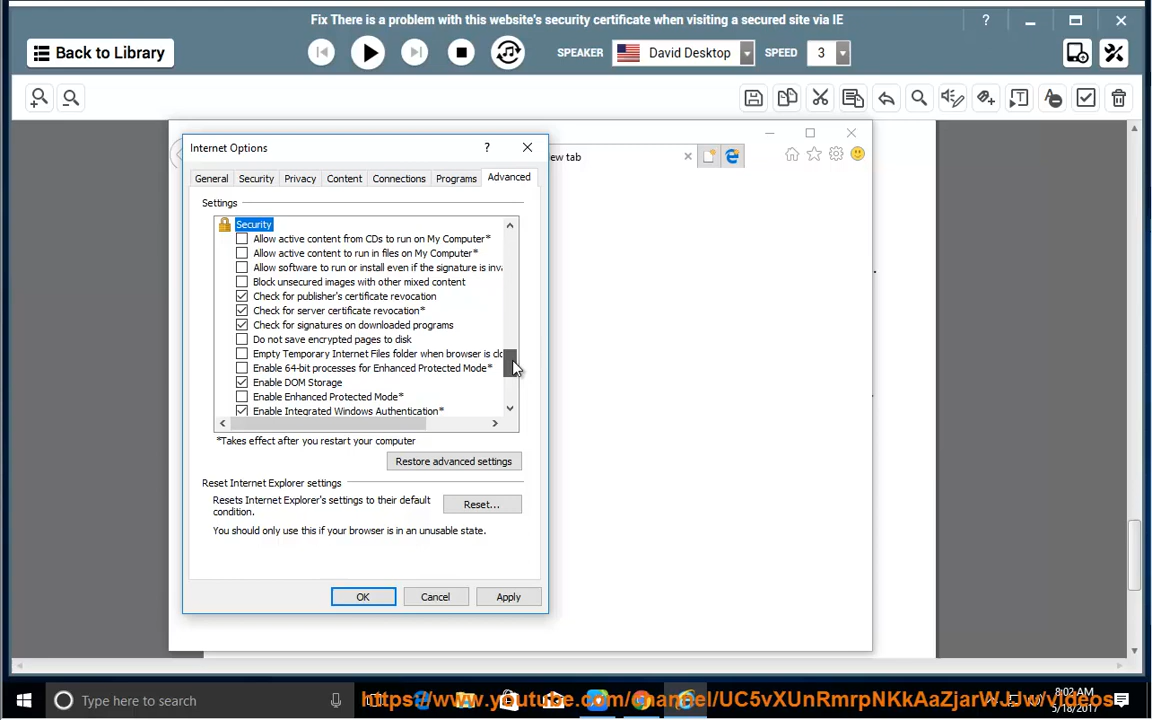 Fix There is a problem with this website's security certificate when visiting a secured site via IE
Back to Library
SPEAKER David Desktop SPEED 3
Internet Options
ew tab
General Security Privacy Content Connections Programs Advanced
Settings
Security
Allow active content from CDs to run on My Computer*
Allow active content to run in files on My Computer*
Allow software to run or install even if the signature is inv
Block unsecured images with other mixed content
Check for publisher's certificate revocation
Check for server certificate revocation*
Check for signatures on downloaded programs
Do not save encrypted pages to disk
Empty Temporary Internet Files folder when browser is clo
Enable 64-bit processes for Enhanced Protected Mode*
Enable DOM Storage
Enable Enhanced Protected Mode*
Enable Integrated Windows Authentication*
*Takes effect after you restart your computer
Restore advanced settings
Reset Internet Explorer settings
Resets Internet Explorer's settings to their default
condition.
Reset...
You should only use this if your browser is in an unusable state.
OK Cancel Apply
Type here to search
8:02 AM
5/18/2017